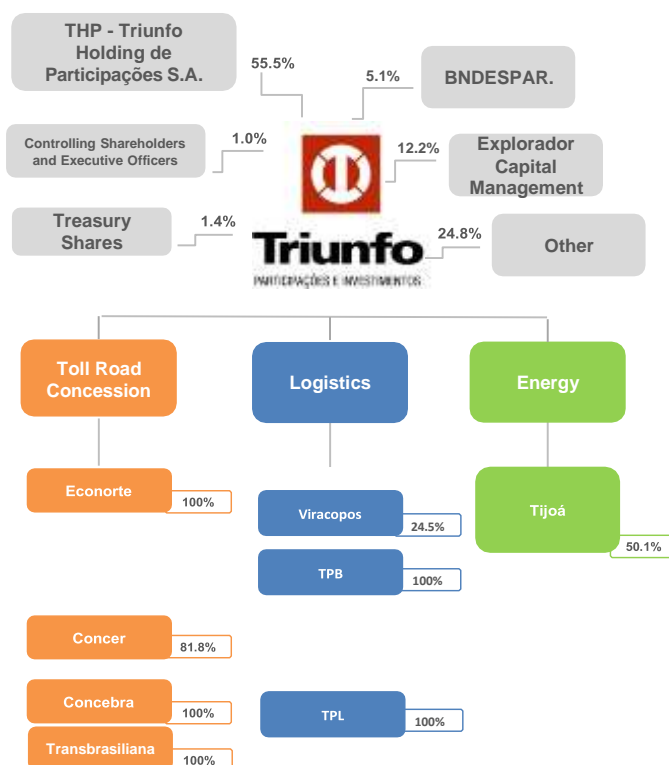 THP - Triunfo
Holding de
Participações S.A.
55.5%
5.1%
BNDESPAR.
Controlling Shareholders
and Executive Officers
1.0%
12.2%
Explorador
Capital
Management
Treasury
Shares
1.4%
24.8%
Other
Triunfo
PARTICIPAÇÕES E INVESTIMENTOS
Toll Road
Concession
Logistics
Energy
Econorte
100%
Viracopos
24.5%
Tijoá
50.1%
TPB
100%
Concer
81.8%
Concebra
100%
TPL
100%
Transbrasiliana
100%